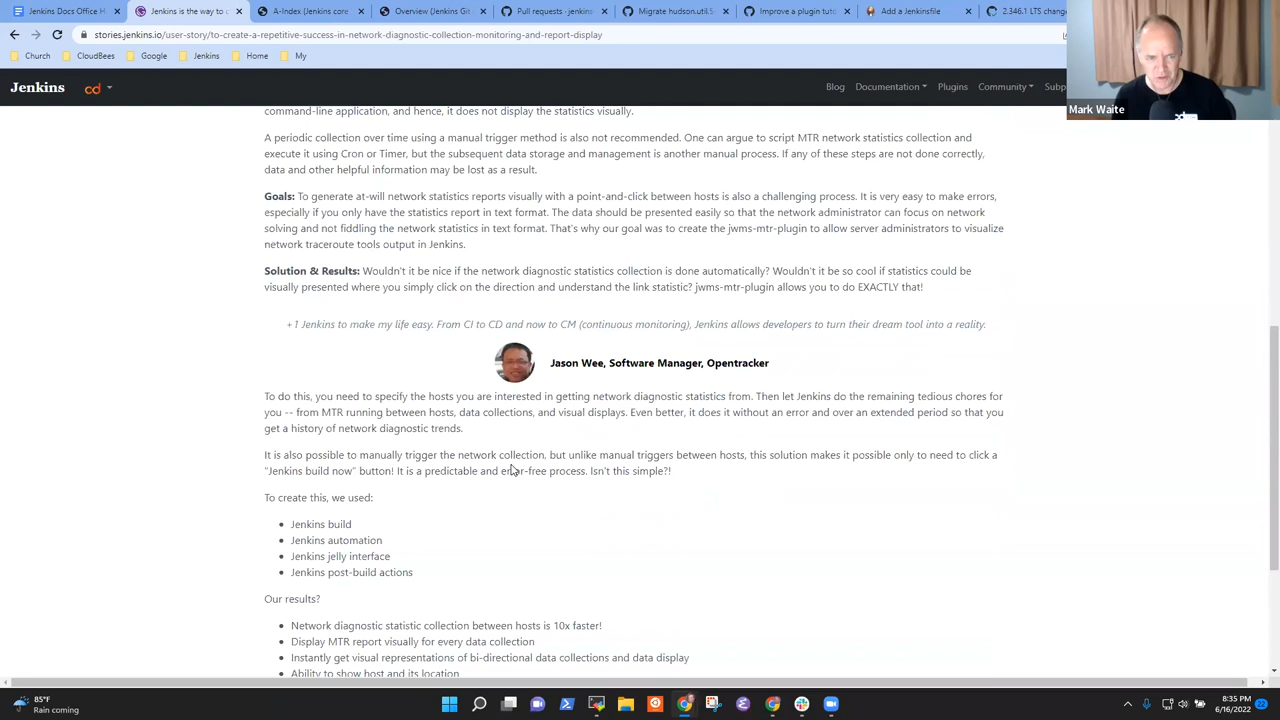 Jenkins Docs Office Ho
Jenkins is the way to c
A-Index (Jenkins core
Overview (Jenkins Git
Pull requests · jenkins
Migrate hudson.util.S
Improve a plugin tuto
Add a Jenkinsfile
2.346.1 LTS chang
stories.jenkins.io/user-story/to-create-a-repetitive-success-in-network-diagnostic-collection-monitoring-and-report-display
Church
CloudBees
Google
Jenkins
Home
My
Jenkins
cd
Blog
Documentation
Plugins
Community
Subp
Mark Waite
command-line application, and hence, it does not display the statistics visually.
A periodic collection over time using a manual trigger method is also not recommended. One can argue to script MTR network statistics collection and
execute it using Cron or Timer, but the subsequent data storage and management is another manual process. If any of these steps are not done correctly,
data and other helpful information may be lost as a result.
Goals: To generate at-will network statistics reports visually with a point-and-click between hosts is also a challenging process. It is very easy to make errors,
especially if you only have the statistics report in text format. The data should be presented easily so that the network administrator can focus on network
solving and not fiddling the network statistics in text format. That's why our goal was to create the jwms-mtr-plugin to allow server administrators to visualize
network traceroute tools output in Jenkins.
Solution & Results: Wouldn't it be nice if the network diagnostic statistics collection is done automatically? Wouldn't it be so cool if statistics could be
visually presented where you simply click on the direction and understand the link statistic? jwms-mtr-plugin allows you to do EXACTLY that!
+1 Jenkins to make my life easy. From CI to CD and now to CM (continuous monitoring), Jenkins allows developers to turn their dream tool into a reality.
Jason Wee, Software Manager, Opentracker
To do this, you need to specify the hosts you are interested in getting network diagnostic statistics from. Then let Jenkins do the remaining tedious chores for
you -- from MTR running between hosts, data collections, and visual displays. Even better, it does it without an error and over an extended period so that you
get a history of network diagnostic trends.
It is also possible to manually trigger the network collection, but unlike manual triggers between hosts, this solution makes it possible only to need to click a
"Jenkins build now" button! It is a predictable and error-free process. Isn't this simple?!
To create this, we used:
Jenkins build
Jenkins automation
Jenkins jelly interface
Jenkins post-build actions
Our results?
Network diagnostic statistic collection between hosts is 10x faster!
Display MTR report visually for every data collection
Instantly get visual representations of bi-directional data collections and data display
Ability to show host and its location
85°F
Rain coming
8:35 PM
6/16/2022
22